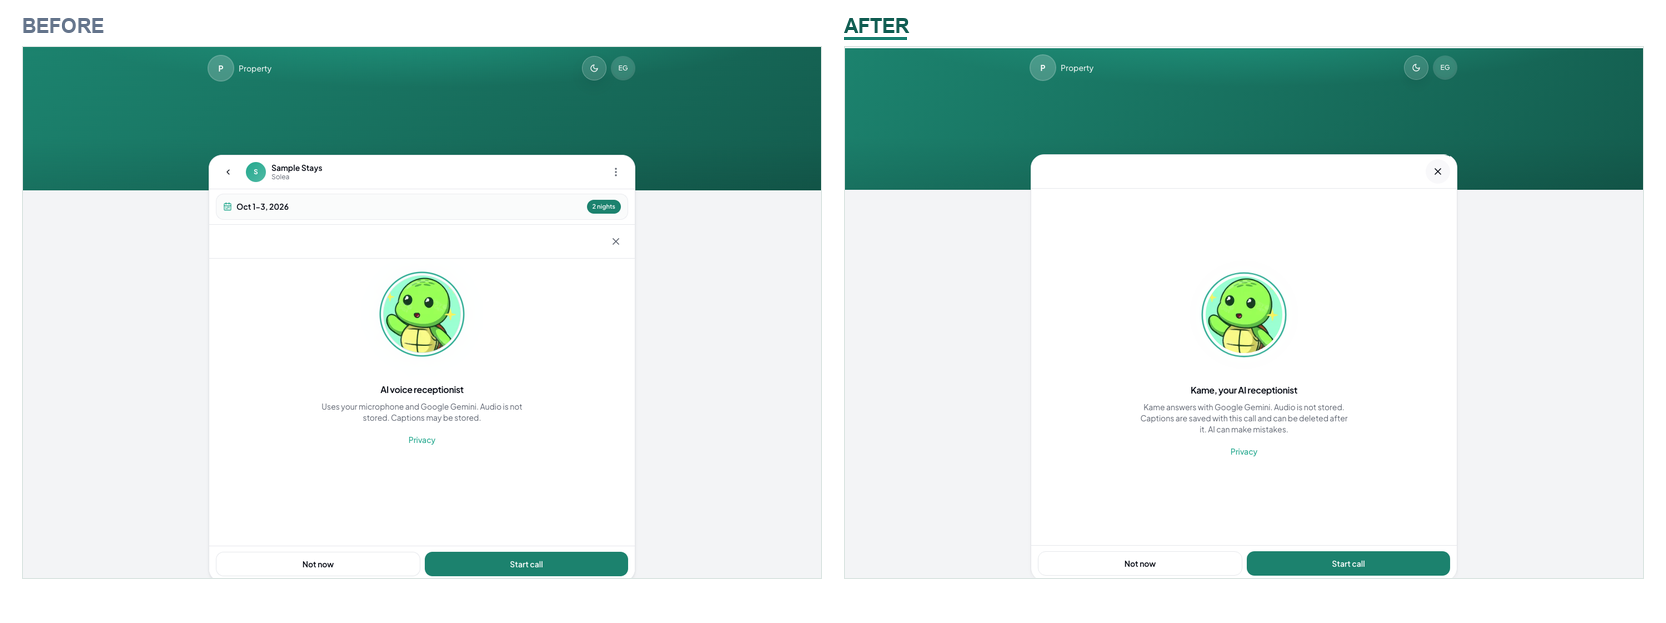 BEFORE
P Property
EG
S
Sample Stays
Solea
Oct 1–3, 2026
2 nights
AI voice receptionist
Uses your microphone and Google Gemini. Audio is not
stored. Captions may be stored.
Privacy
Not now
Start call
AFTER
P Property
EG
Kame, your AI receptionist
Kame answers with Google Gemini. Audio is not stored.
Captions are saved with this call and can be deleted after
it. AI can make mistakes.
Privacy
Not now
Start call